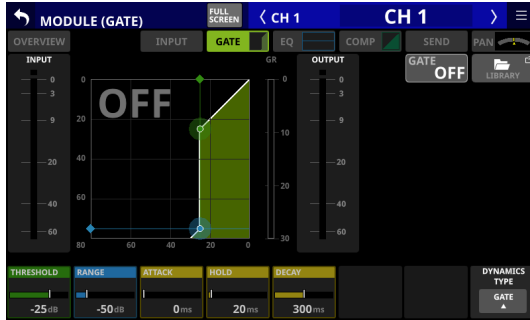 MODULE (GATE)
FULL
SCREEN
CH 1
CH 1
OVERVIEW
INPUT
GATE
EQ
COMP
SEND
PAN
INPUT
GR
OUTPUT
GATE
OFF
LIBRARY
OFF
0
3
9
20
40
60
0
20
40
60
80
60
40
20
0
0
10
20
30
0
3
9
20
40
60
THRESHOLD
RANGE
ATTACK
HOLD
DECAY
DYNAMICS
TYPE
GATE
-25dB
-50dB
0ms
20ms
300ms